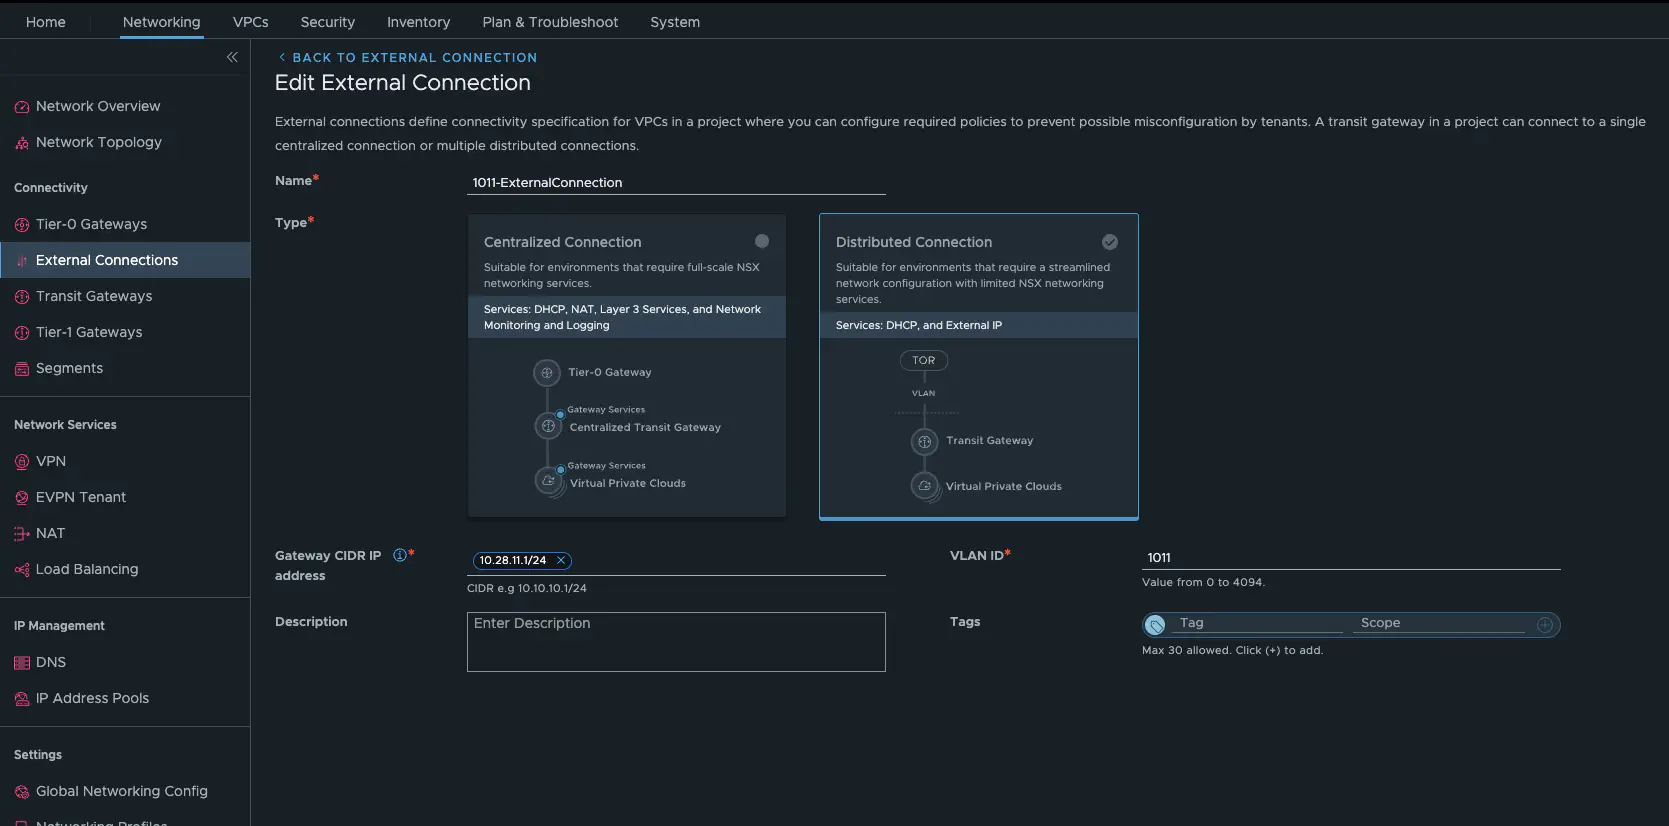 Home
Networking
VPCs
Security
Inventory
Plan & Troubleshoot
System
Network Overview
Network Topology
Connectivity
Tier-0 Gateways
External Connections
Transit Gateways
Tier-1 Gateways
Segments
Network Services
VPN
EVPN Tenant
NAT
Load Balancing
IP Management
DNS
IP Address Pools
Settings
Global Networking Config
Networking Profiles
BACK TO EXTERNAL CONNECTION
Edit External Connection
External connections define connectivity specification for VPCs in a project where you can configure required policies to prevent possible misconfiguration by tenants. A transit gateway in a project can connect to a single
centralized connection or multiple distributed connections.
Name*
1011-ExternalConnection
Type*
Centralized Connection
Suitable for environments that require full-scale NSX
networking services.
Services: DHCP, NAT, Layer 3 Services, and Network
Monitoring and Logging
Tier-0 Gateway
Gateway Services
Centralized Transit Gateway
Gateway Services
Virtual Private Clouds
Distributed Connection
Suitable for environments that require a streamlined
network configuration with limited NSX networking
services.
Services: DHCP, and External IP
TOR
VLAN
Transit Gateway
Virtual Private Clouds
Gateway CIDR IP *
address
10.28.11.1/24
CIDR e.g 10.10.10.1/24
VLAN ID*
1011
Value from 0 to 4094.
Description
Enter Description
Tags
Tag
Scope
Max 30 allowed. Click (+) to add.